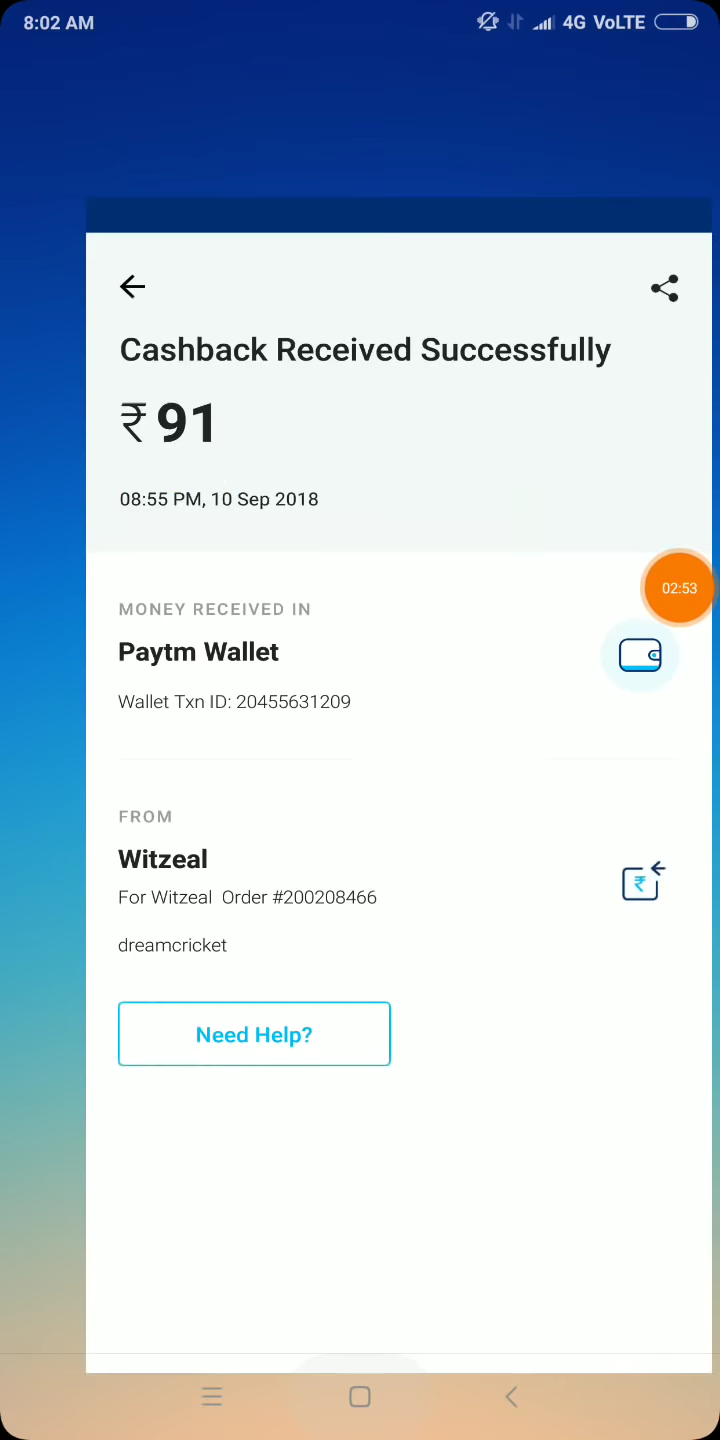 8:02 AM
4G VoLTE
Cashback Received Successfully
₹ 91
08:55 PM, 10 Sep 2018
02:53
MONEY RECEIVED IN
Paytm Wallet
Wallet Txn ID: 20455631209
FROM
Witzeal
For Witzeal Order #200208466
₹
dreamcricket
Need Help?